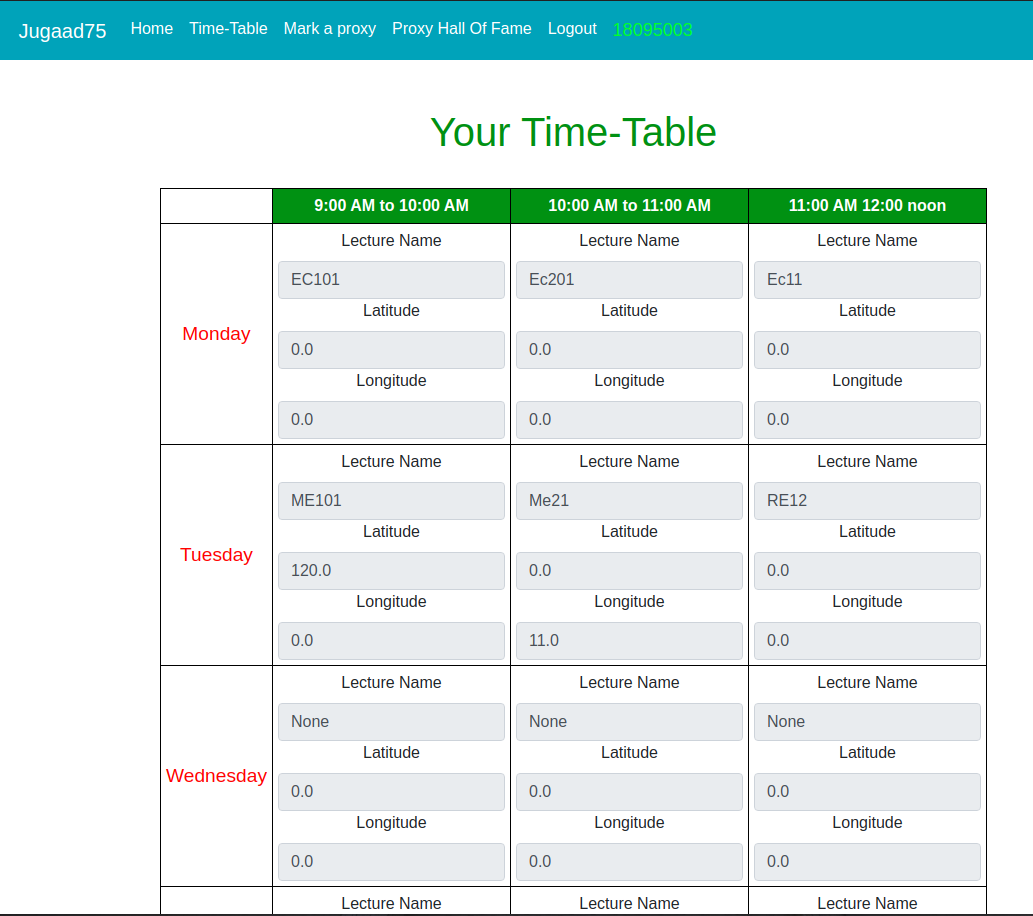 Jugaad75 Home Time-Table Mark a proxy Proxy Hall Of Fame Logout 18095003
Your Time-Table
9:00 AM to 10:00 AM 10:00 AM to 11:00 AM 11:00 AM 12:00 noon
Lecture Name Lecture Name Lecture Name
EC101 Ec201 Ec11
Latitude Latitude Latitude
Monday
0.0 0.0 0.0
Longitude Longitude Longitude
0.0 0.0 0.0
Lecture Name Lecture Name Lecture Name
ME101 Me21 RE12
Latitude Latitude Latitude
Tuesday
120.0 0.0 0.0
Longitude Longitude Longitude
0.0 11.0 0.0
Lecture Name Lecture Name Lecture Name
None None None
Latitude Latitude Latitude
Wednesday
0.0 0.0 0.0
Longitude Longitude Longitude
0.0 0.0 0.0
Lecture Name Lecture Name Lecture Name